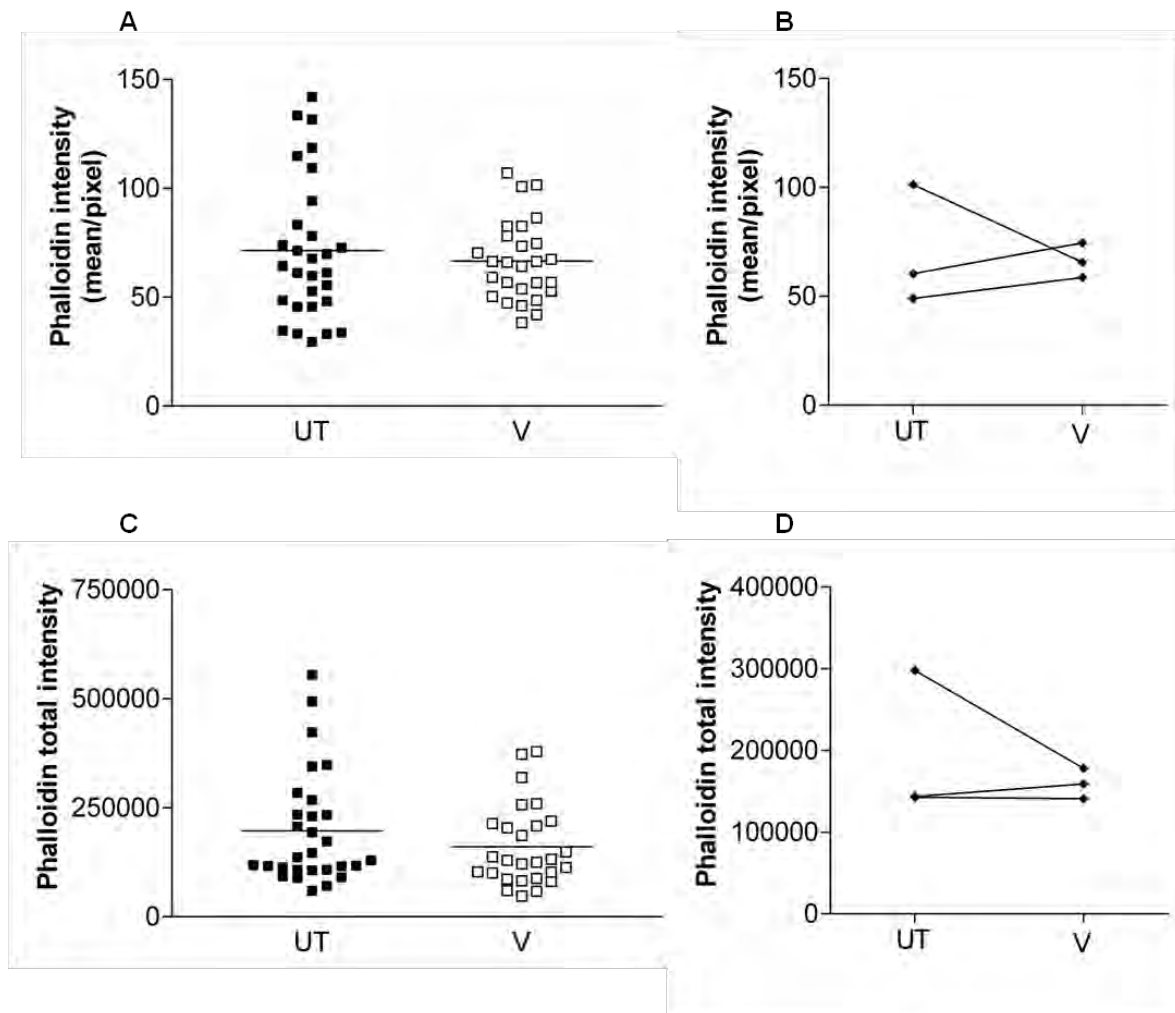 A
Phalloidin intensity
(mean/pixel)
150
100
50
0
UT
V
B
Phalloidin intensity
(mean/pixel)
150
100
50
0
UT
V
C
Phalloidin total intensity
750000
500000
250000
0
UT
V
D
Phalloidin total intensity
400000
300000
200000
100000
0
UT
V